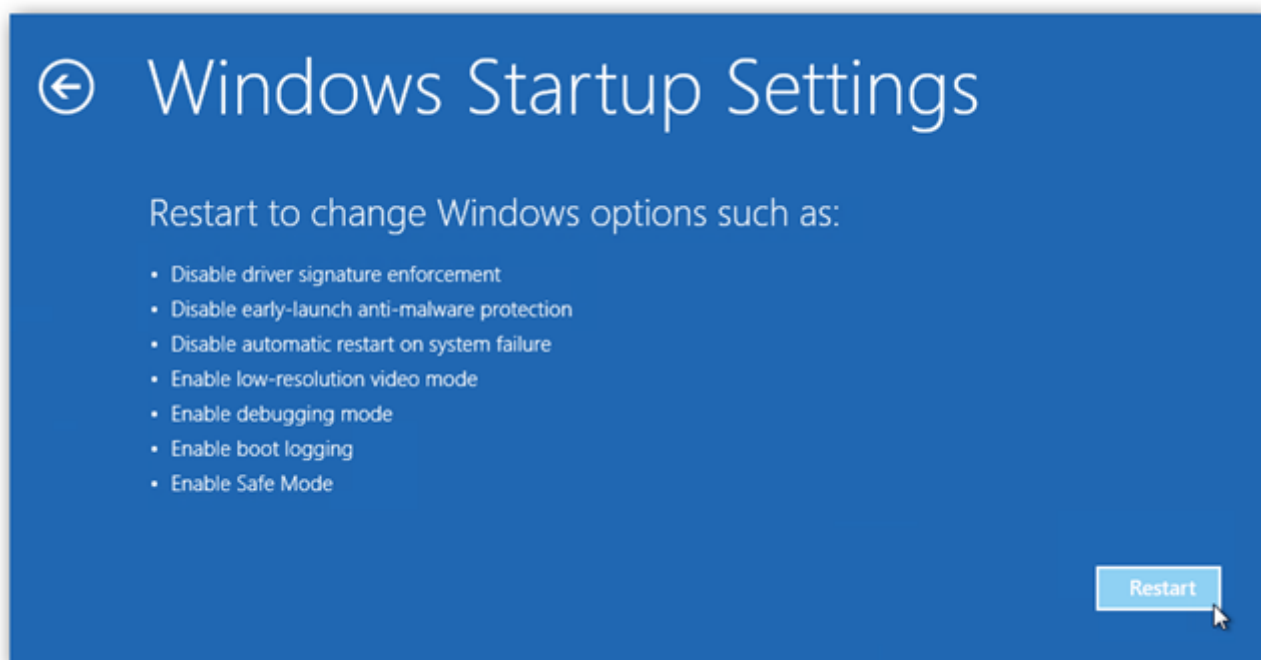 Windows Startup Settings
Restart to change Windows options such as:
• Disable driver signature enforcement
• Disable early-launch anti-malware protection
• Disable automatic restart on system failure
• Enable low-resolution video mode
• Enable debugging mode
• Enable boot logging
• Enable Safe Mode
Restart